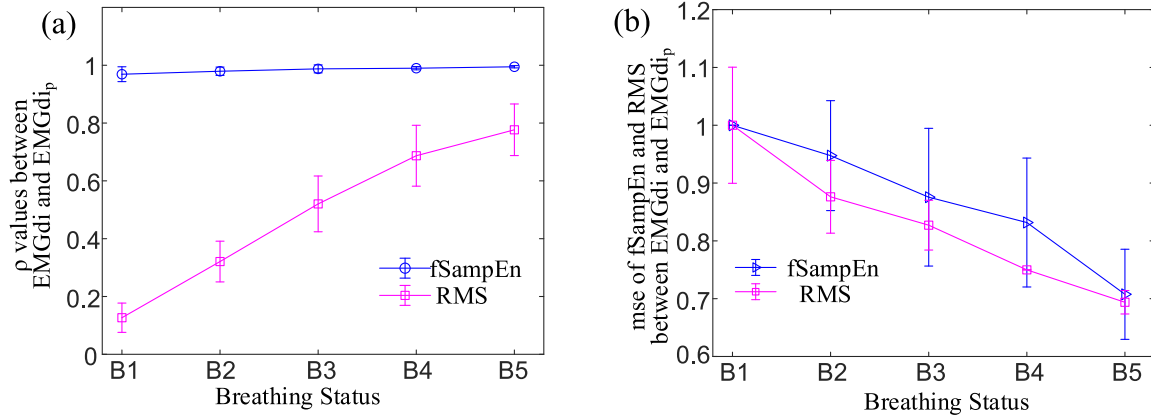 (a)
ρ values between
EMGdi and EMGdiₚ
1
0.8
0.6
0.4
0.2
0
fSampEn
RMS
B1 B2 B3 B4 B5
Breathing Status
(b)
mse of fSampEn and RMS
between EMGdi and EMGdiₚ
1.2
1.1
1
0.9
0.8
0.7
0.6
fSampEn
RMS
B1 B2 B3 B4 B5
Breathing Status